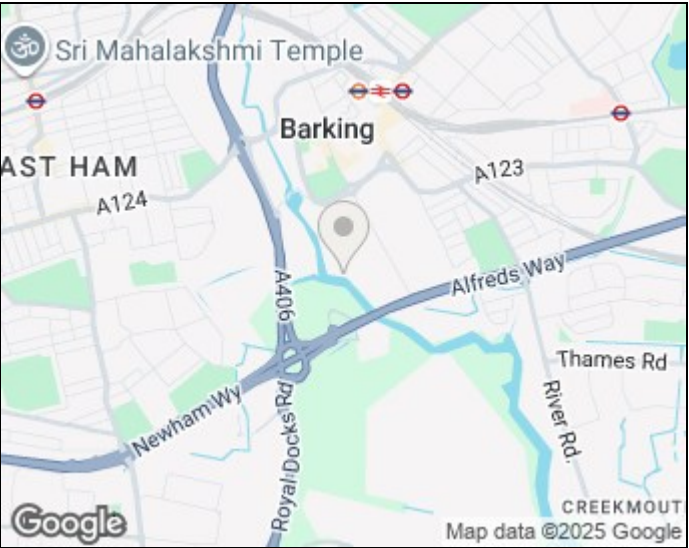 ॐ
Sri Mahalakshmi Temple
Barking
AST HAM
A123
A124
Alfreds Way
A406
Thames Rd
Newham Wy
River Rd.
Royal Docks Rd
CREEKMOUT
Google
Map data ©2025 Google